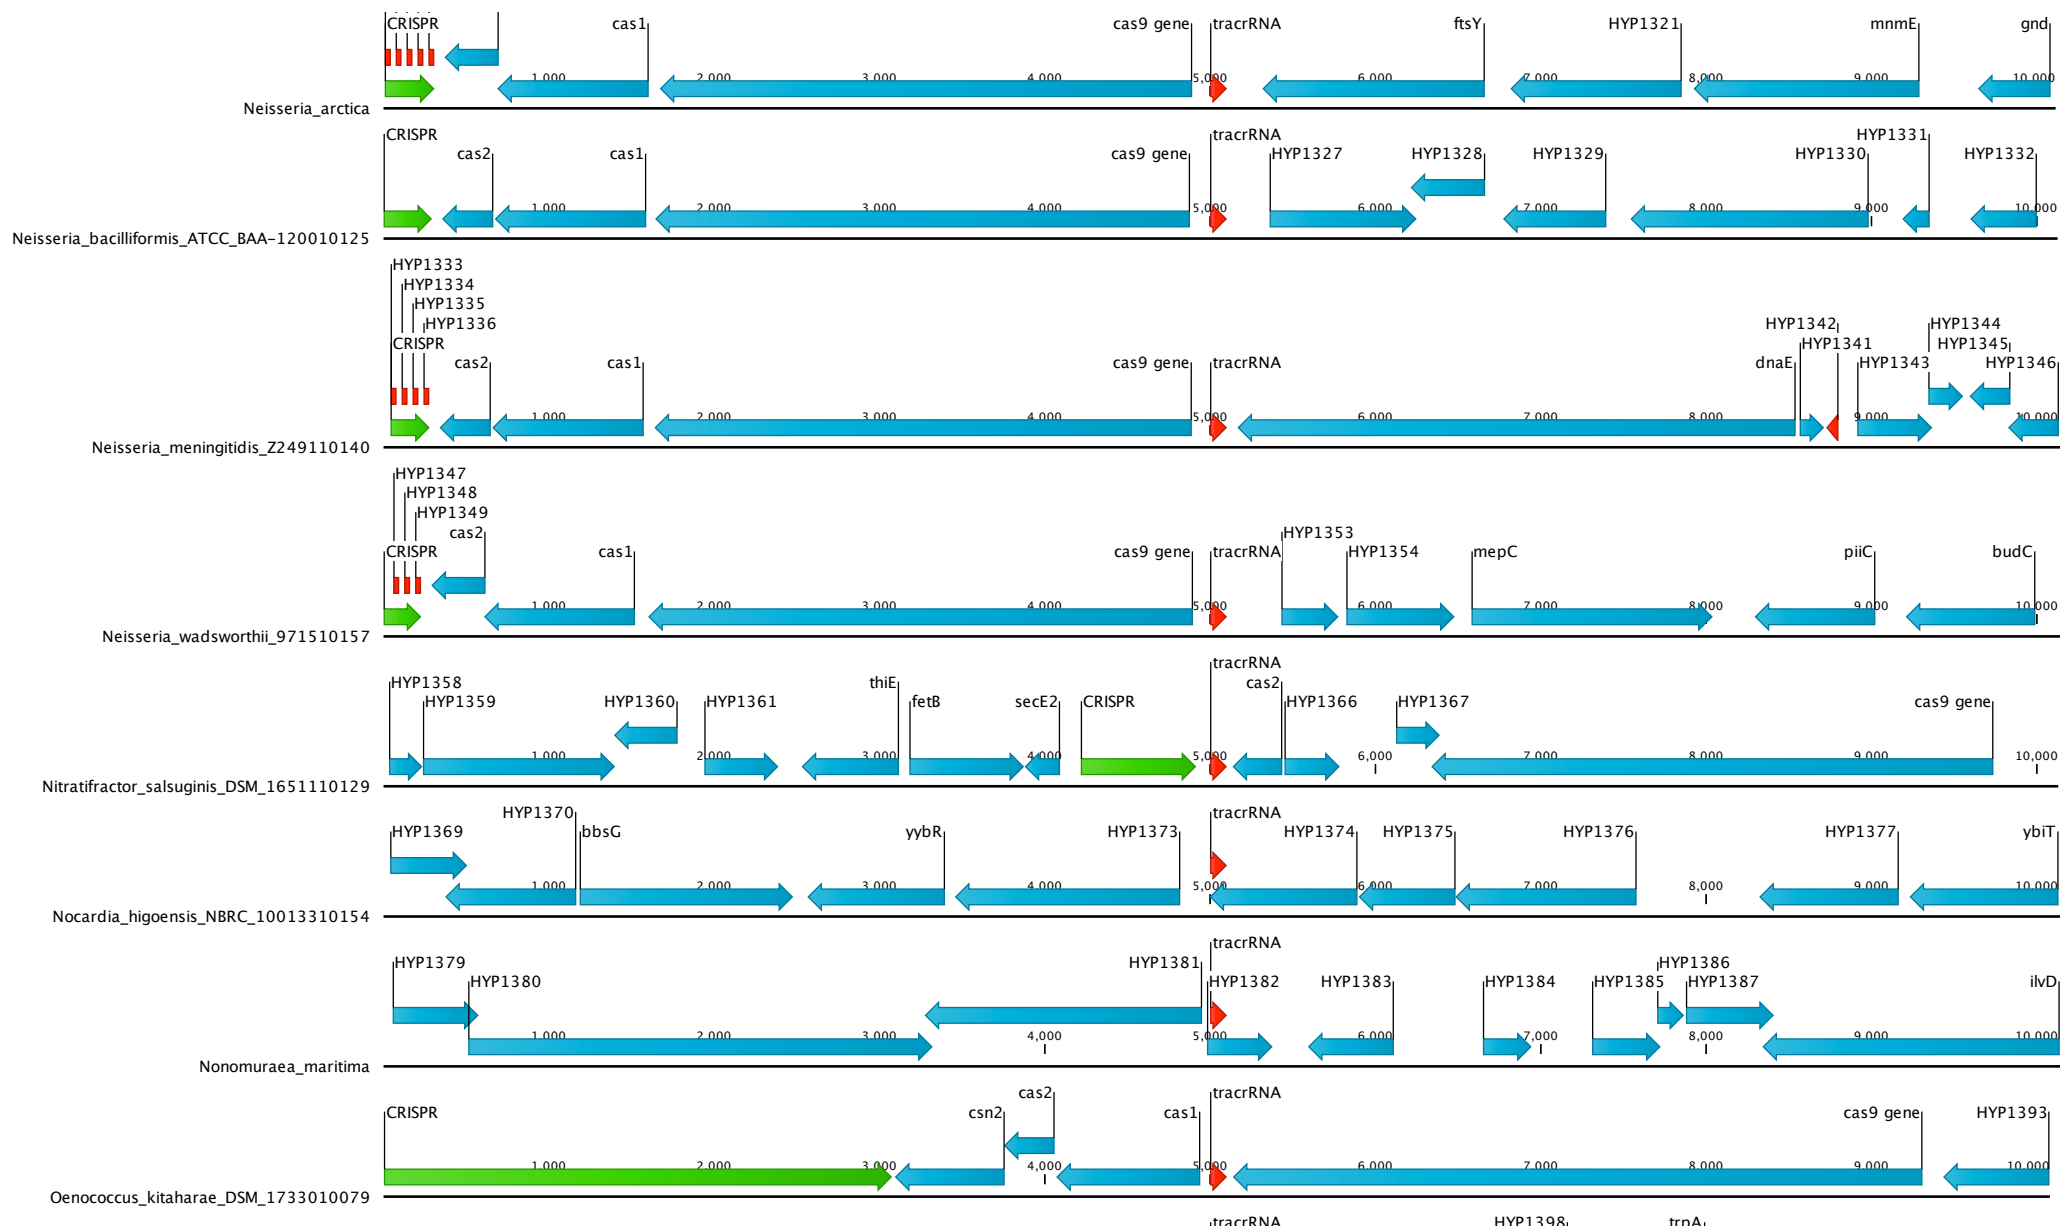 CRISPR cas1 cas9 gene tracrRNA ftsY HYP1321 mnmE gnd
1,000 2,000 3,000 4,000 5,000 6,000 7,000 8,000 9,000 10,000
Neisseria_arctica
CRISPR tracrRNA HYP1331
cas2 cas1 cas9 gene HYP1327 HYP1328 HYP1329 HYP1330 HYP1332
1,000 2,000 3,000 4,000 5,000 6,000 7,000 8,000 9,000 10,000
Neisseria_bacilliformis_ATCC_BAA-120010125
HYP1333
HYP1334
HYP1335
HYP1336 HYP1342 HYP1344
CRISPR HYP1341 HYP1345
cas2 cas1 cas9 gene tracrRNA dnaE HYP1343 HYP1346
1,000 2,000 3,000 4,000 5,000 6,000 7,000 8,000 9,000 10,000
Neisseria_meningitidis_Z249110140
HYP1347
HYP1348
HYP1349
cas2 HYP1353
CRISPR cas1 cas9 gene tracrRNA HYP1354 mepC piiC budC
1,000 2,000 3,000 4,000 5,000 6,000 7,000 8,000 9,000 10,000
Neisseria_wadsworthii_971510157
tracrRNA
HYP1358 thiE cas2
HYP1359 HYP1360 HYP1361 fetB secE2 CRISPR HYP1366 HYP1367 cas9 gene
1,000 2,000 3,000 4,000 5,000 6,000 7,000 8,000 9,000 10,000
Nitratifractor_salsuginis_DSM_1651110129
HYP1370 tracrRNA
HYP1369 bbsG yybR HYP1373 HYP1374 HYP1375 HYP1376 HYP1377 ybiT
1,000 2,000 3,000 4,000 5,000 6,000 7,000 8,000 9,000 10,000
Nocardia_higoensis_NBRC_10013310154
tracrRNA
HYP1379 HYP1381 HYP1386
HYP1380 HYP1382 HYP1383 HYP1384 HYP1385 HYP1387 ilvD
1,000 2,000 3,000 4,000 5,000 6,000 7,000 8,000 9,000 10,000
Nonomuraea_maritima
cas2 tracrRNA
CRISPR csn2 cas1 cas9 gene HYP1393
1,000 2,000 3,000 4,000 5,000 6,000 7,000 8,000 9,000 10,000
Oenococcus_kitaharae_DSM_1733010079
tracrRNA HYP1398 trpA